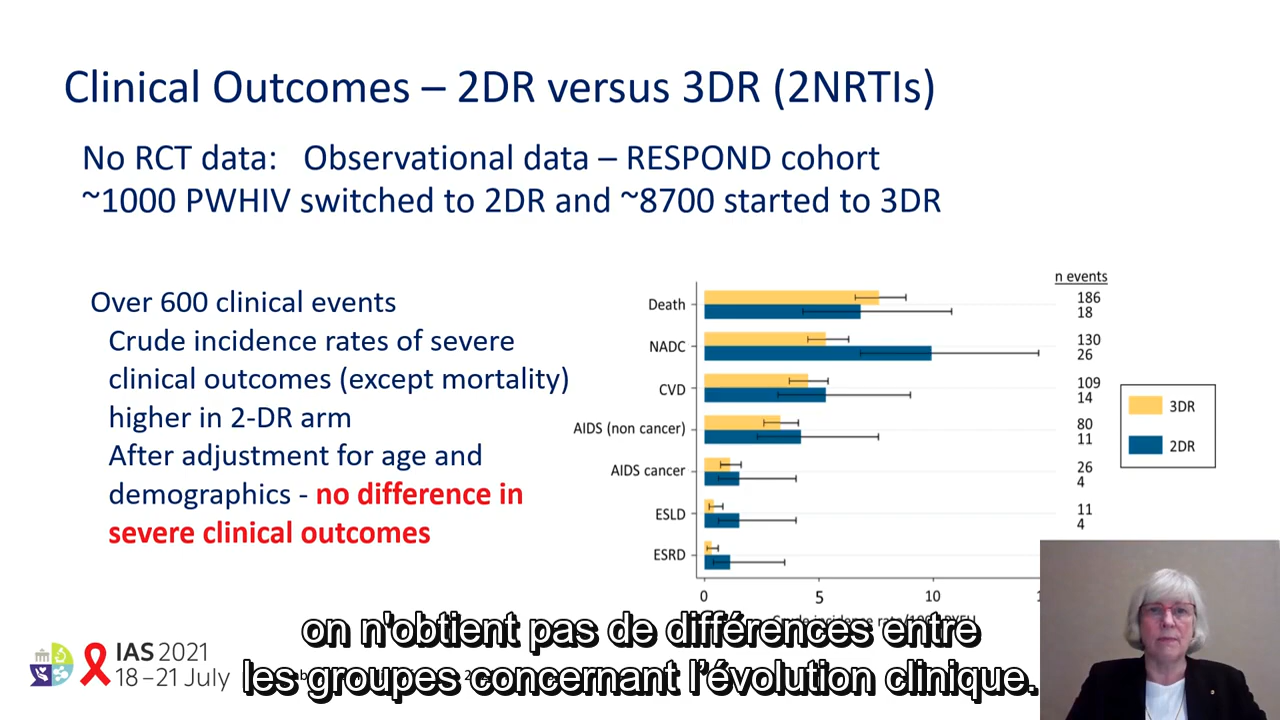 Clinical Outcomes – 2DR versus 3DR (2NRTIs)
No RCT data: Observational data – RESPOND cohort
~1000 PWHIV switched to 2DR and ~8700 started to 3DR
Over 600 clinical events
Crude incidence rates of severe
clinical outcomes (except mortality)
higher in 2-DR arm
After adjustment for age and
demographics - no difference in
severe clinical outcomes
n events
Death
186
18
NADC
130
26
CVD
109
14
AIDS (non cancer)
80
11
AIDS cancer
26
4
ESLD
11
4
ESRD
0 5 10
3DR
2DR
on n'obtient pas de différences entre
les groupes concernant l'évolution clinique.
IAS 2021
18–21 July